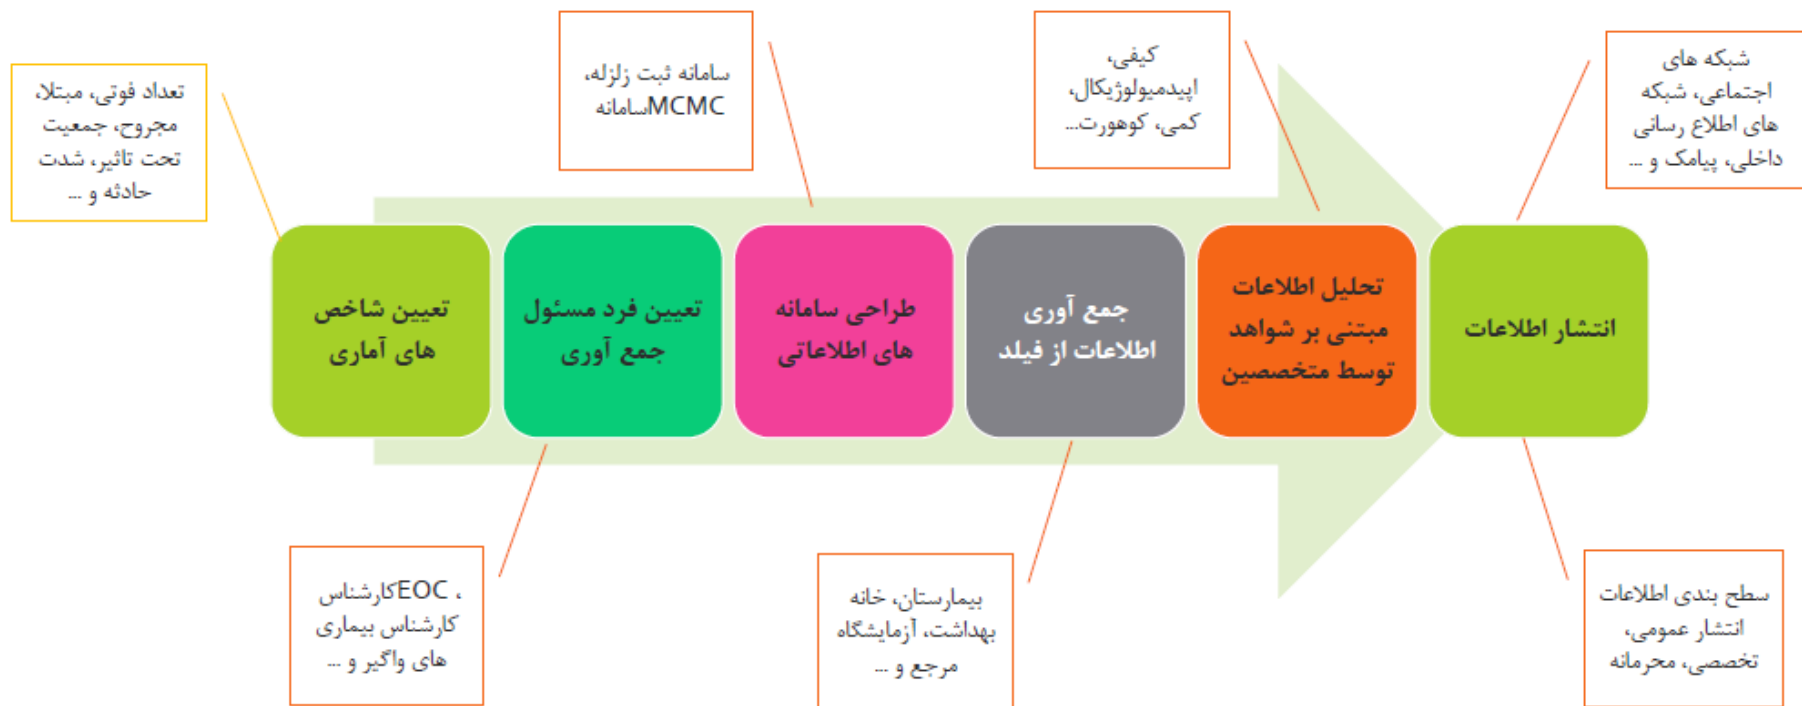 تعداد فوتی، مبتلا،
مجروح، جمعیت
تحت تاثیر، شدت
حادثه و ...
سامانه ثبت زلزله،
سامانهMCMC
کیفی،
اپیدمیولوژیکال،
کمی، کوهورت...
شبکه های
اجتماعی، شبکه
های اطلاع رسانی
داخلی، پیامک و ...
تعیین شاخص
های آماری
تعیین فرد مسئول
جمع آوری
طراحی سامانه
های اطلاعاتی
جمع آوری
اطلاعات از فیلد
تحلیل اطلاعات
مبتنی بر شواهد
توسط متخصصین
انتشار اطلاعات
کارشناسEOC ،
کارشناس بیماری
های واگیر و ...
بیمارستان، خانه
بهداشت، آزمایشگاه
مرجع و ...
سطح بندی اطلاعات
انتشار عمومی،
تخصصی، محرمانه